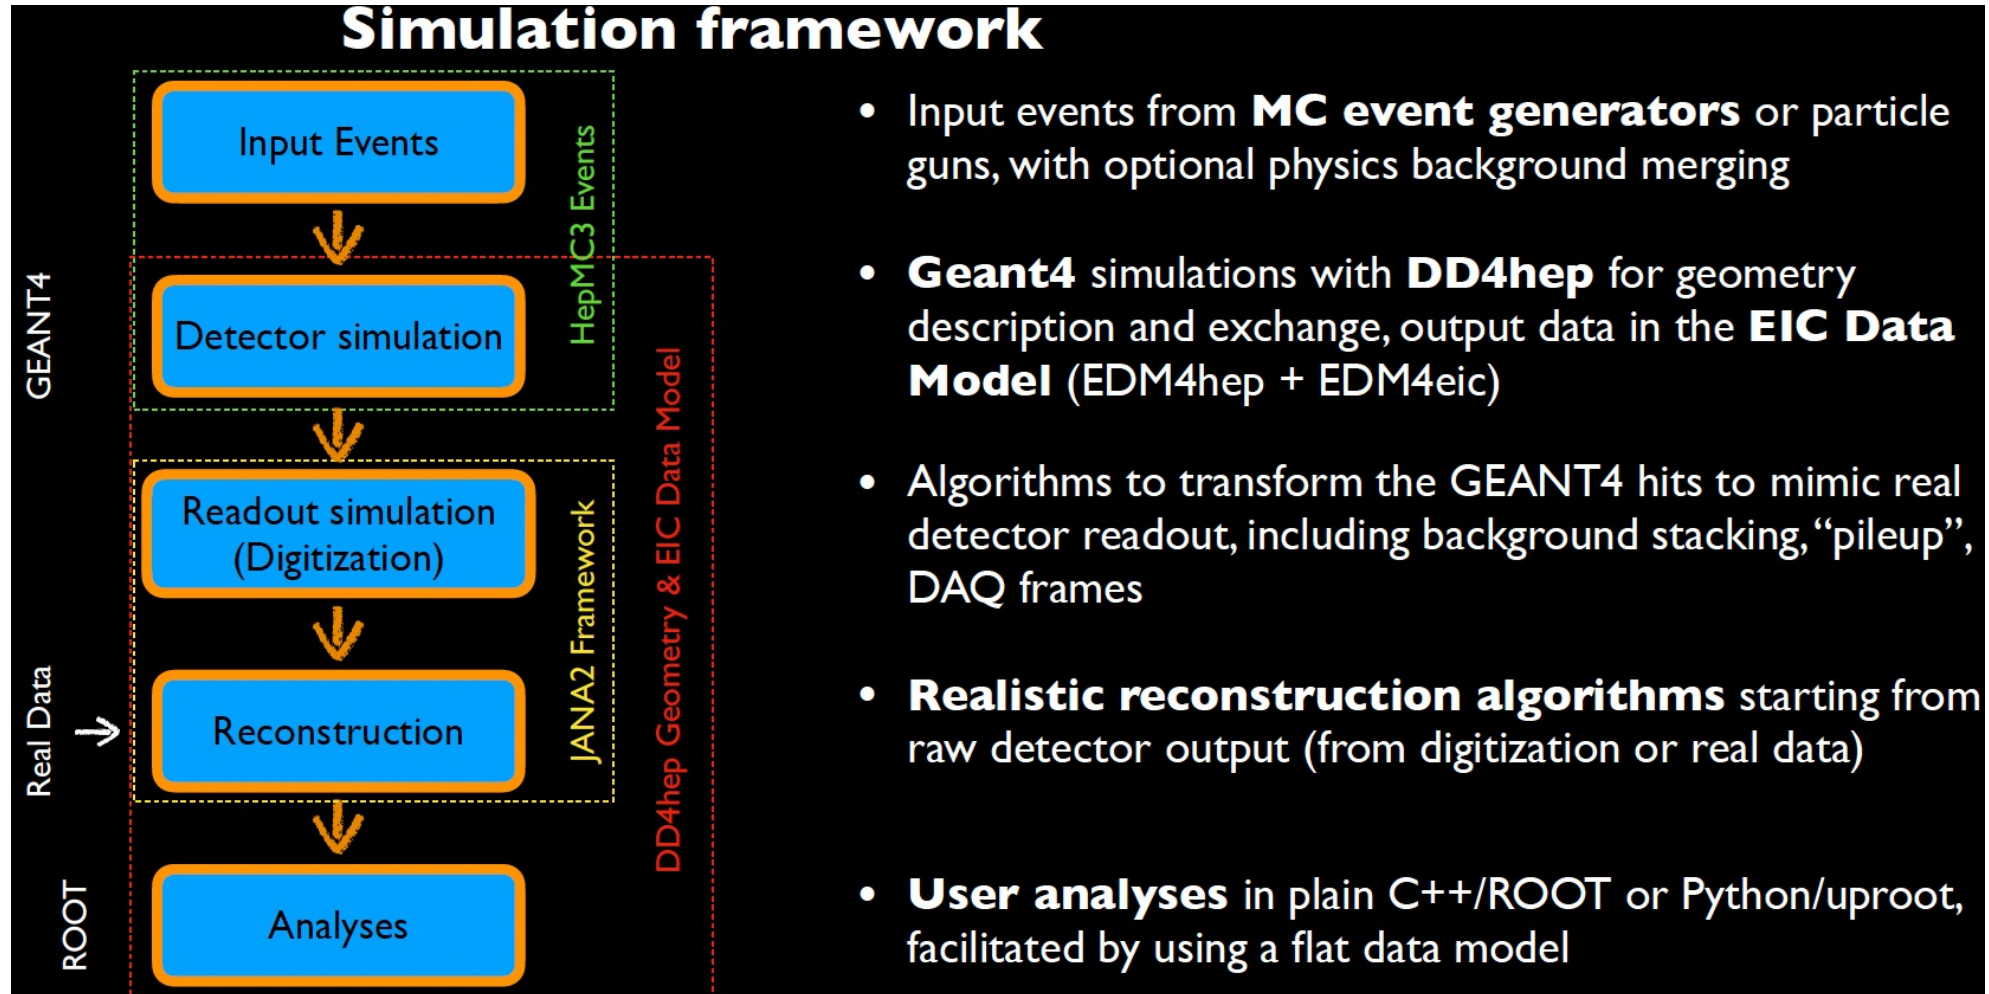 Simulation framework
Input Events
Detector simulation
Readout simulation
(Digitization)
Reconstruction
Analyses
GEANT4
Real Data
ROOT
HepMC3 Events
JANA2 Framework
DD4hep Geometry & EIC Data Model
• Input events from MC event generators or particle
guns, with optional physics background merging
• Geant4 simulations with DD4hep for geometry
description and exchange, output data in the EIC Data
Model (EDM4hep + EDM4eic)
• Algorithms to transform the GEANT4 hits to mimic real
detector readout, including background stacking, “pileup”,
DAQ frames
• Realistic reconstruction algorithms starting from
raw detector output (from digitization or real data)
• User analyses in plain C++/ROOT or Python/uproot,
facilitated by using a flat data model